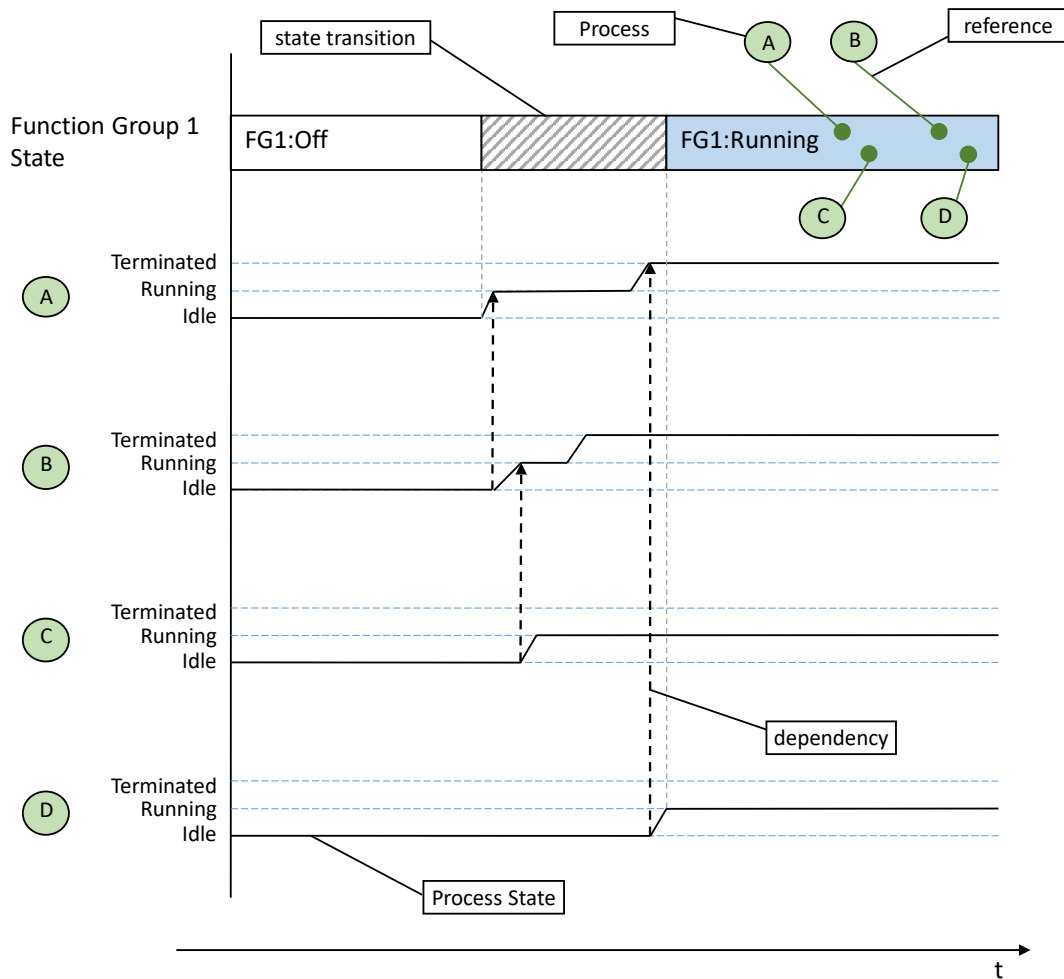 state transition
Process
A
B
reference
Function Group 1
State
FG1:Off
FG1:Running
C
D
A
Terminated
Running
Idle
B
Terminated
Running
Idle
C
Terminated
Running
Idle
dependency
D
Terminated
Running
Idle
Process State
t